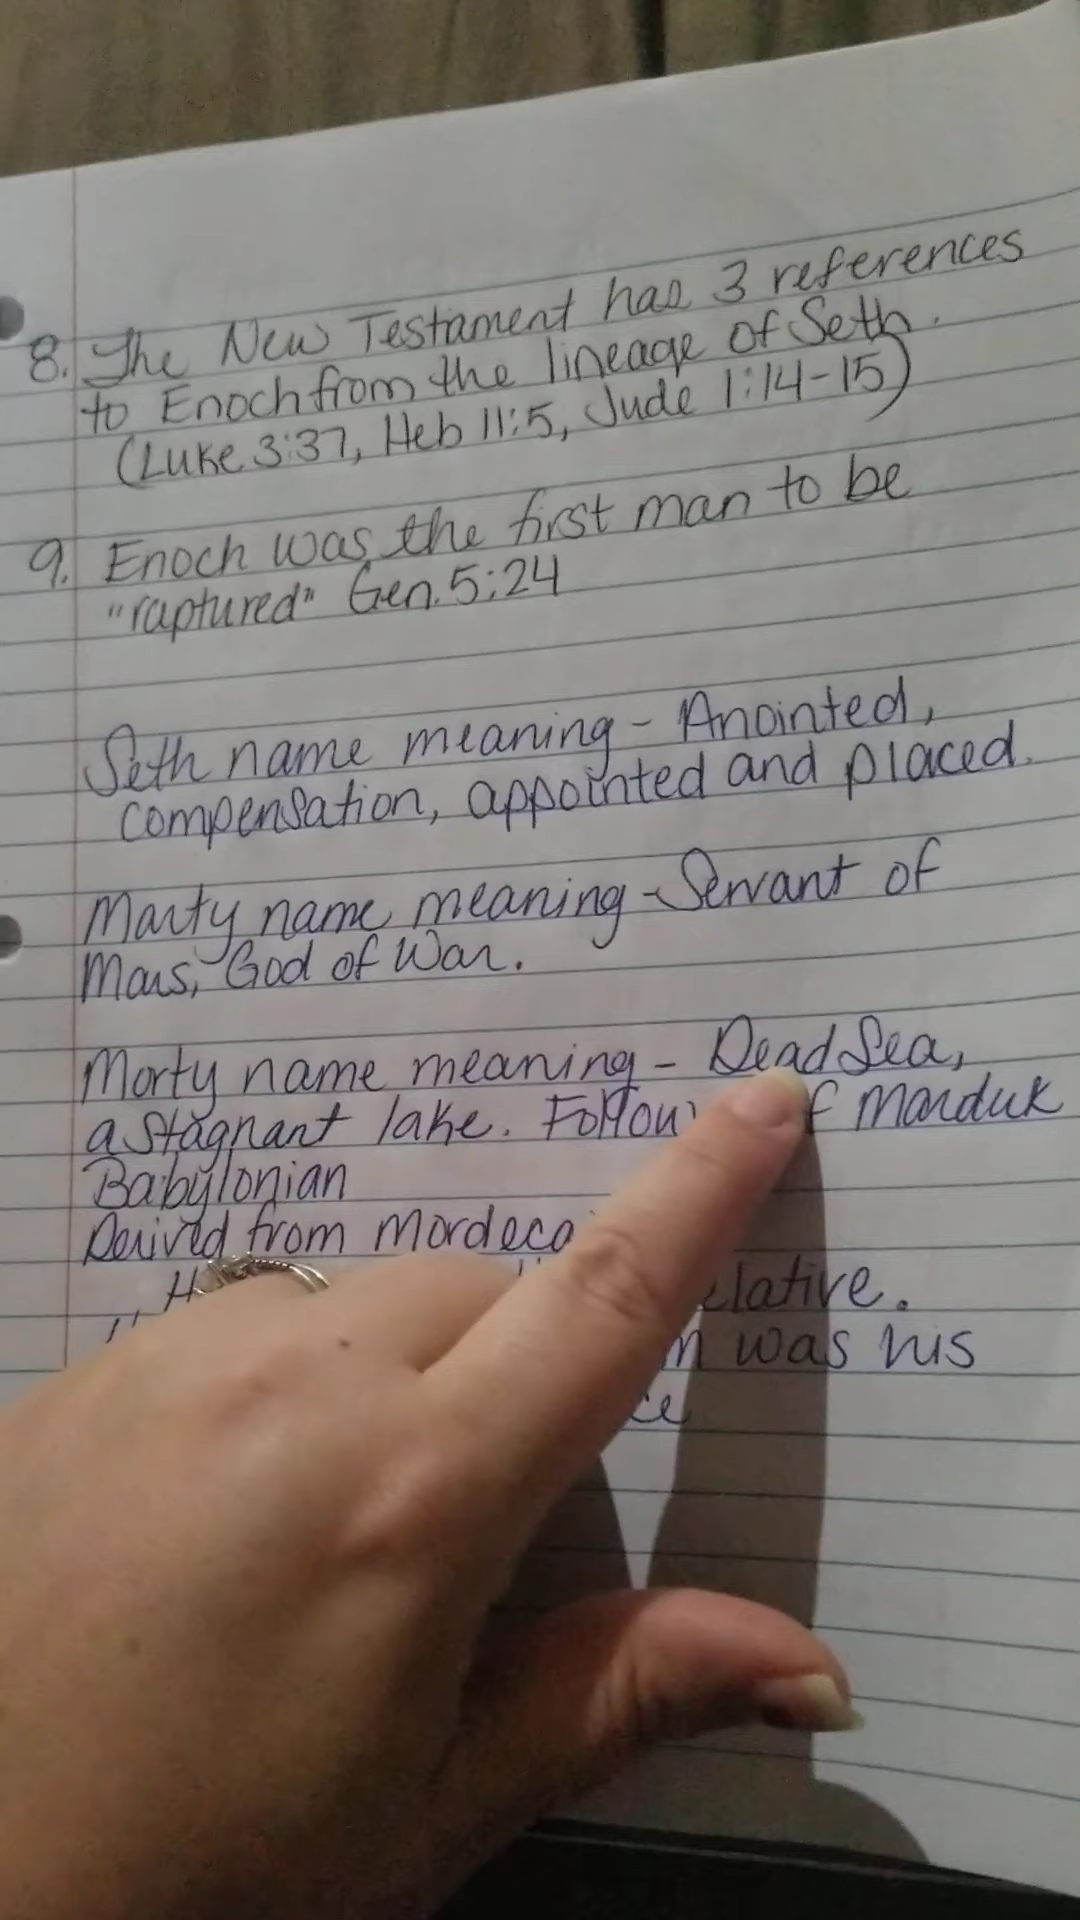 8. The New Testament has 3 references
to Enoch from the lineage of Seth.
(Luke 3:37, Heb 11:5, Jude 1:14-15)
9. Enoch was the first man to be
"raptured" Gen. 5:24
Seth name meaning - Anointed,
compensation, appointed and placed.
Marty name meaning - Servant of
Mars, God of War.
Morty name meaning - Dead Sea,
a stagnant lake. Marduk
Babylonian
Derived from
was his